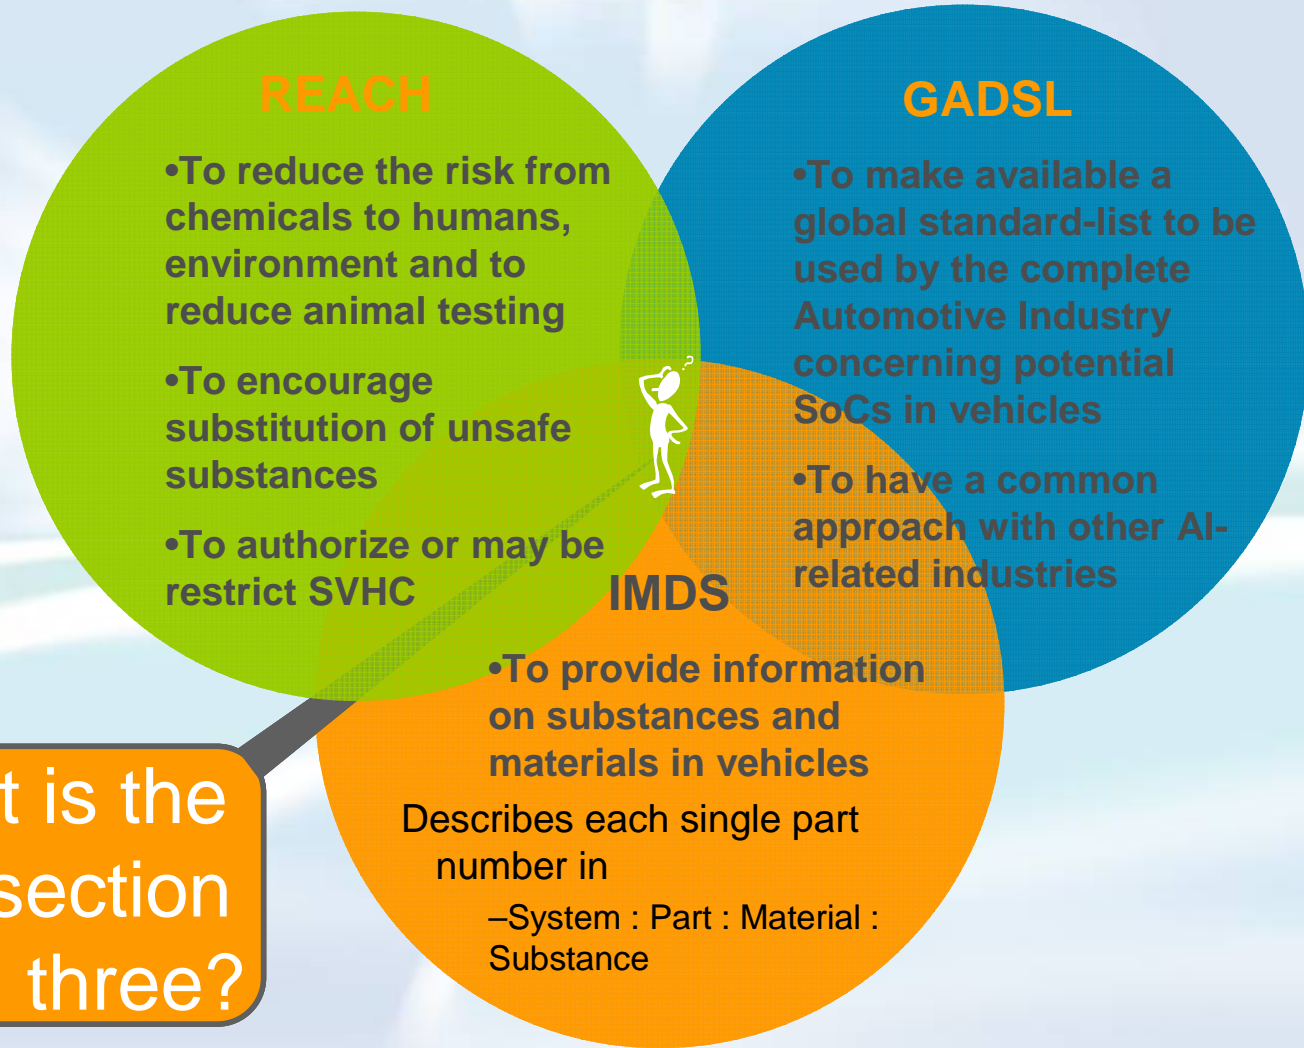 REACH
•To reduce the risk from
chemicals to humans,
environment and to
reduce animal testing
•To encourage
substitution of unsafe
substances
•To authorize or may be
restrict SVHC
GADSL
•To make available a
global standard-list to be
used by the complete
Automotive Industry
concerning potential
SoCs in vehicles
•To have a common
approach with other AI-
related industries
IMDS
•To provide information
on substances and
materials in vehicles
Describes each single part
number in
–System : Part : Material :
Substance
t is the
section
three?
?